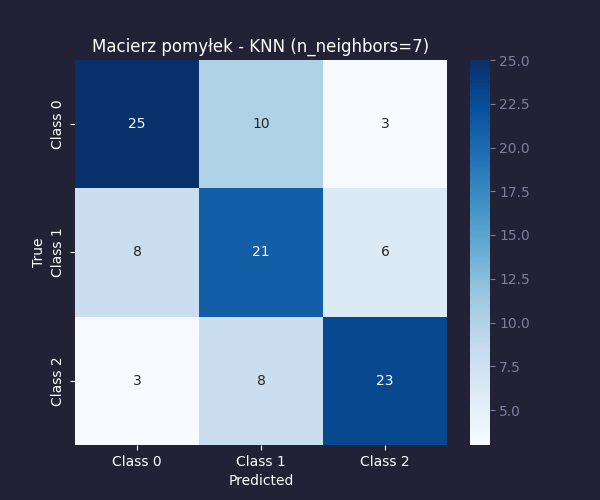 Macierz pomyłek - KNN (n_neighbors=7)
True
Class 0
25 10 3
Class 1
8 21 6
Class 2
3 8 23
Class 0 Class 1 Class 2
Predicted
25.0
22.5
20.0
17.5
15.0
12.5
10.0
7.5
5.0